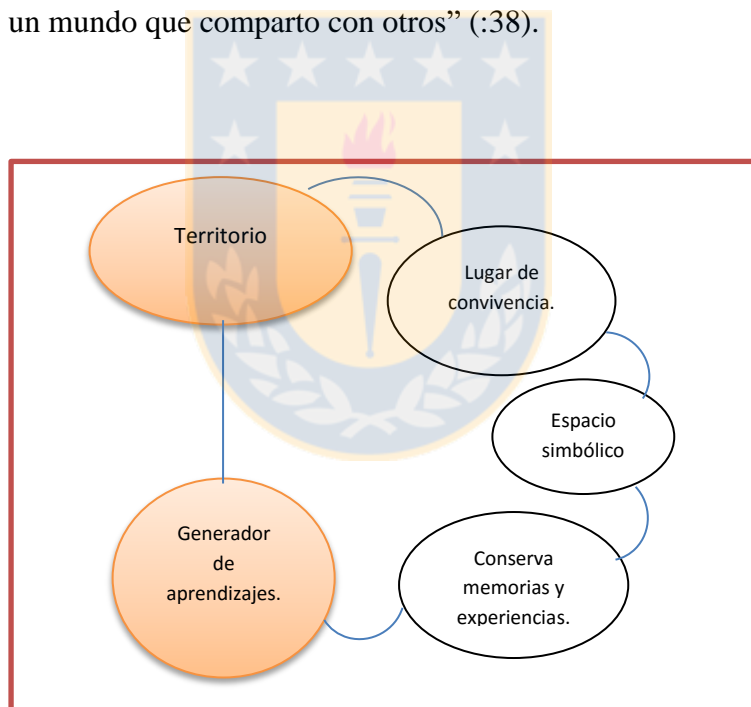 un mundo que comparto con otros” (:38).
Territorio
Lugar de
convivencia.
Espacio
simbólico
Conserva
memorias y
experiencias.
Generador
de
aprendizajes.